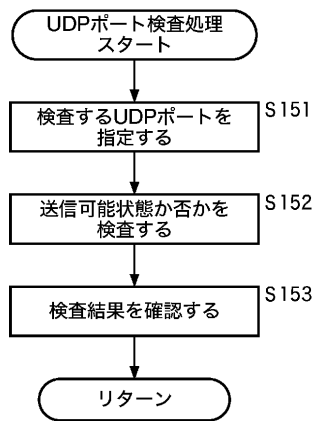 UDPポート検査処理
スタート
検査するUDPポートを
指定する
S151
送信可能状態か否かを
検査する
S152
検査結果を確認する
S153
リターン